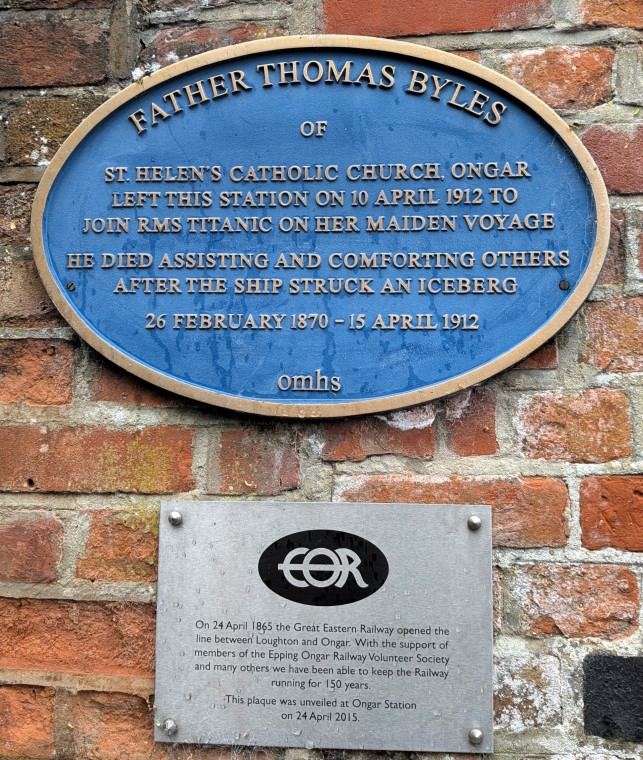 FATHER THOMAS BYLES
OF
ST. HELEN'S CATHOLIC CHURCH, ONGAR
LEFT THIS STATION ON 10 APRIL 1912 TO
JOIN RMS TITANIC ON HER MAIDEN VOYAGE
HE DIED ASSISTING AND COMFORTING OTHERS
AFTER THE SHIP STRUCK AN ICEBERG
26 FEBRUARY 1870 – 15 APRIL 1912
omhs
EOR
On 24 April 1865 the Great Eastern Railway opened the
line between Loughton and Ongar. With the support of
members of the Epping Ongar Railway Volunteer Society
and many others we have been able to keep the Railway
running for 150 years.
This plaque was unveiled at Ongar Station
on 24 April 2015.